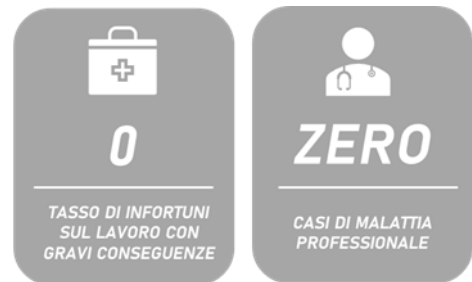 0
TASSO DI INFORTUNI
SUL LAVORO CON
GRAVI CONSEGUENZE
ZERO
CASI DI MALATTIA
PROFESSIONALE